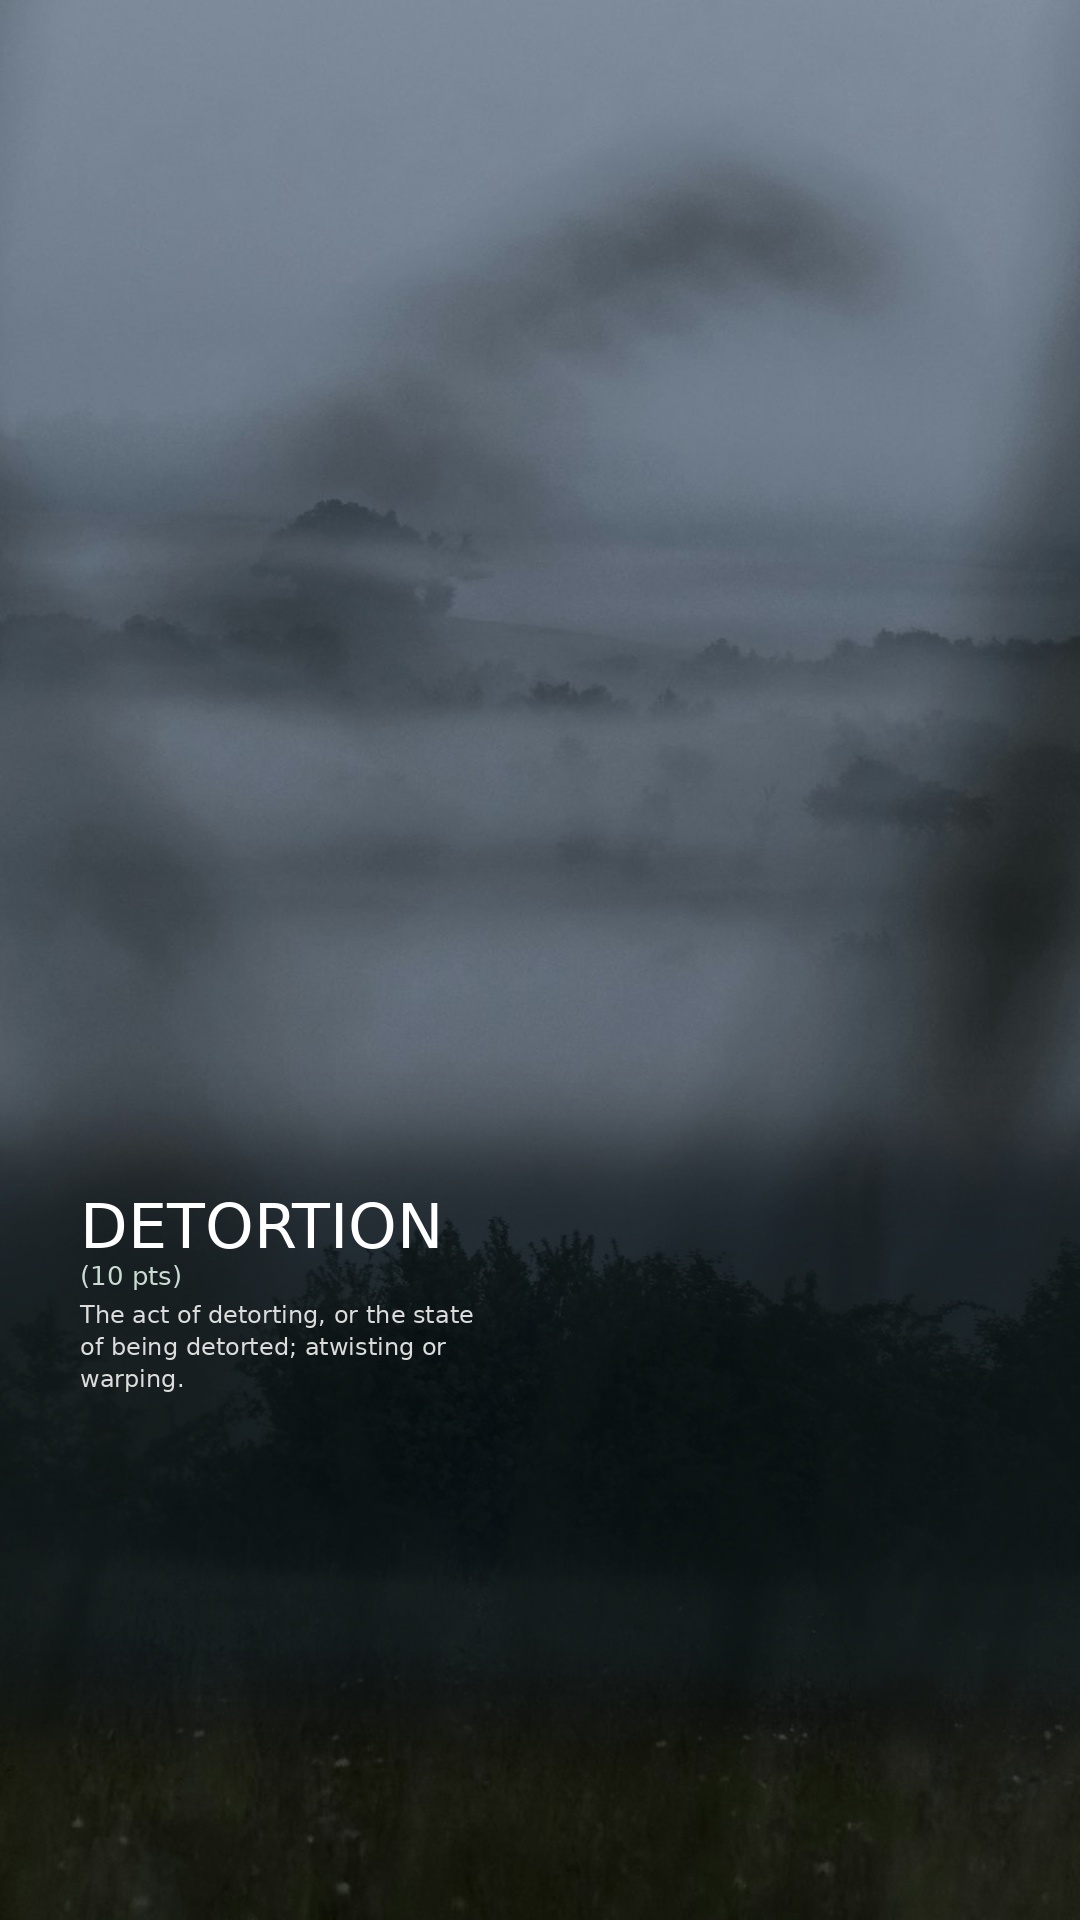 DETORTION
(10 pts)
The act of detorting, or the state
of being detorted; atwisting or
warping.